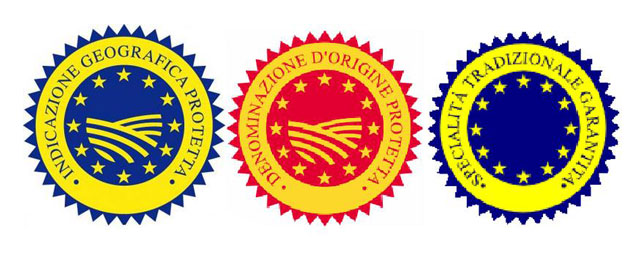 INDICAZIONE GEOGRAFICA PROTETTA
DENOMINAZIONE D'ORIGINE PROTETTA
SPECIALITÀ TRADIZIONALE GARANTITA